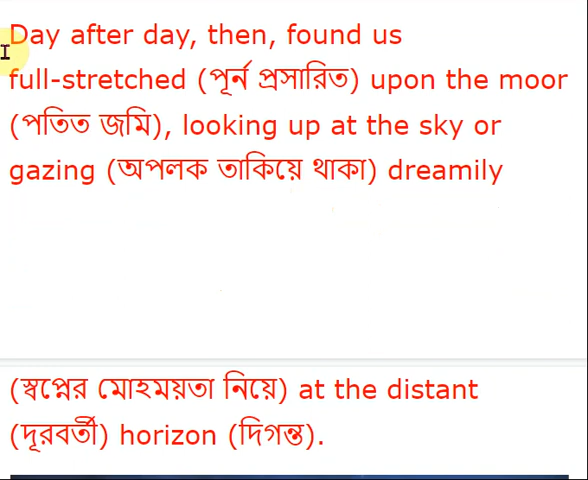 Day after day, then, found us
full-stretched (পূর্ন প্রসারিত) upon the moor
(পতিত জমি), looking up at the sky or
gazing (অপলক তাকিয়ে থাকা) dreamily
(স্বপ্নের মোহময়তা নিয়ে) at the distant
(দূরবর্তী) horizon (দিগন্ত).